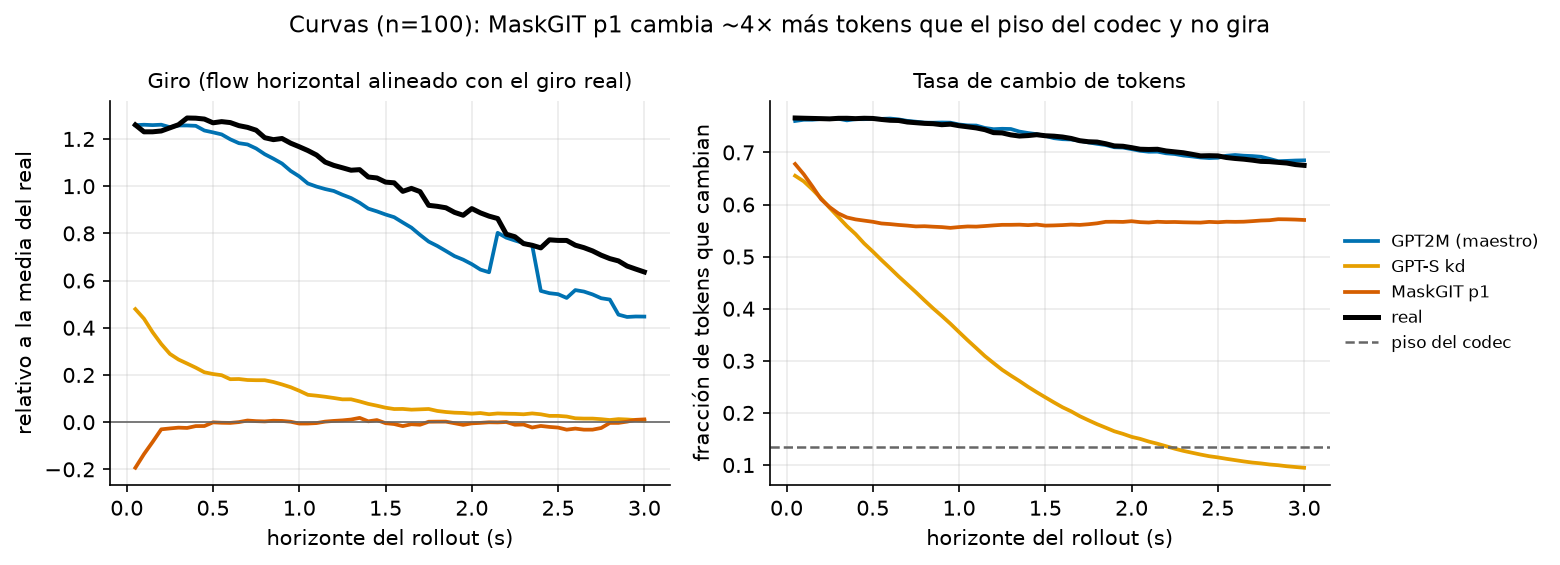 Curvas (n=100): MaskGIT p1 cambia ~4× más tokens que el piso del codec y no gira
Giro (flow horizontal alineado con el giro real)
relativo a la media del real
1.2
1.0
0.8
0.6
0.4
0.2
0.0
−0.2
0.0 0.5 1.0 1.5 2.0 2.5 3.0
horizonte del rollout (s)
Tasa de cambio de tokens
fracción de tokens que cambian
0.7
0.6
0.5
0.4
0.3
0.2
0.1
0.0 0.5 1.0 1.5 2.0 2.5 3.0
horizonte del rollout (s)
GPT2M (maestro)
GPT-S kd
MaskGIT p1
real
piso del codec